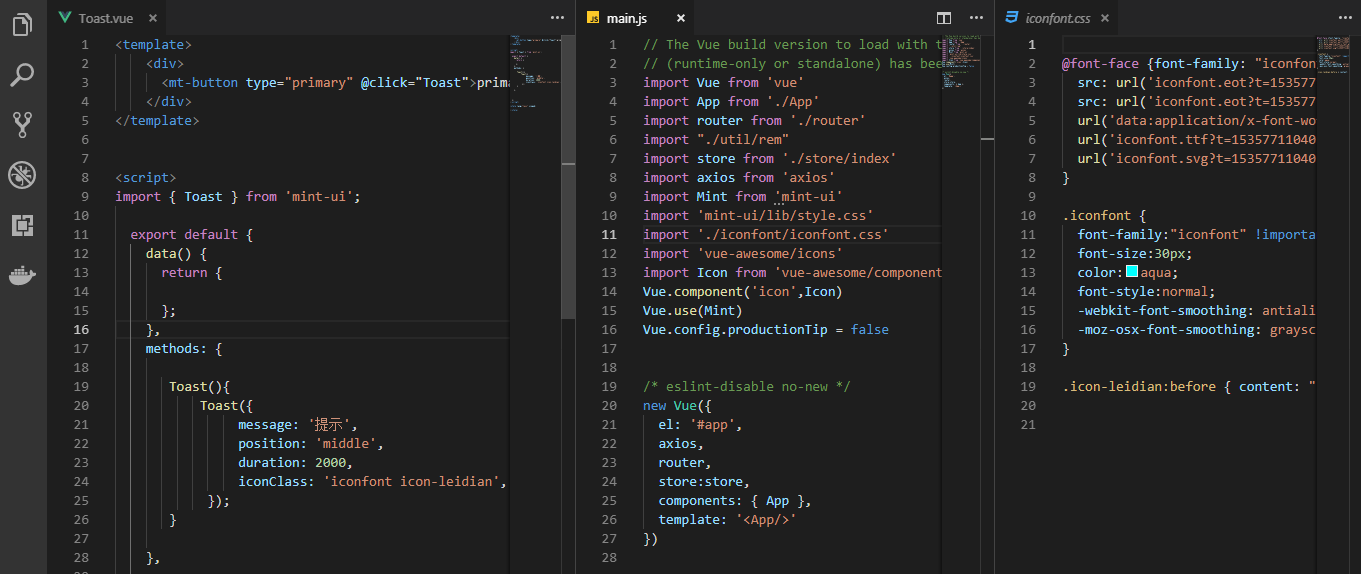 Toast.vue
1 <template>
2 <div>
3 <mt-button type="primary" @click="Toast">prim
4 </div>
5 </template>
6
7
8 <script>
9 import { Toast } from 'mint-ui';
10
11 export default {
12 data() {
13 return {
14
15 };
16 },
17 methods: {
18
19 Toast(){
20 Toast({
21 message: '提示',
22 position: 'middle',
23 duration: 2000,
24 iconClass: 'iconfont icon-leidian',
25 });
26 }
27
28 },
JS main.js
1 // The Vue build version to load with t
2 // (runtime-only or standalone) has bee
3 import Vue from 'vue'
4 import App from './App'
5 import router from './router'
6 import "./util/rem"
7 import store from './store/index'
8 import axios from 'axios'
9 import Mint from 'mint-ui'
10 import 'mint-ui/lib/style.css'
11 import './iconfont/iconfont.css'
12 import 'vue-awesome/icons'
13 import Icon from 'vue-awesome/component
14 Vue.component('icon',Icon)
15 Vue.use(Mint)
16 Vue.config.productionTip = false
17
18
19 /* eslint-disable no-new */
20 new Vue({
21 el: '#app',
22 axios,
23 router,
24 store:store,
25 components: { App },
26 template: '<App/>'
27 })
28
iconfont.css
1
2 @font-face {font-family: "iconfon
3 src: url('iconfont.eot?t=153577
4 src: url('iconfont.eot?t=153577
5 url('data:application/x-font-wo
6 url('iconfont.ttf?t=15357711040
7 url('iconfont.svg?t=15357711040
8 }
9
10 .iconfont {
11 font-family:"iconfont" !importa
12 font-size:30px;
13 color:aqua;
14 font-style:normal;
15 -webkit-font-smoothing: antiali
16 -moz-osx-font-smoothing: graysc
17 }
18
19 .icon-leidian:before { content: "
20
21